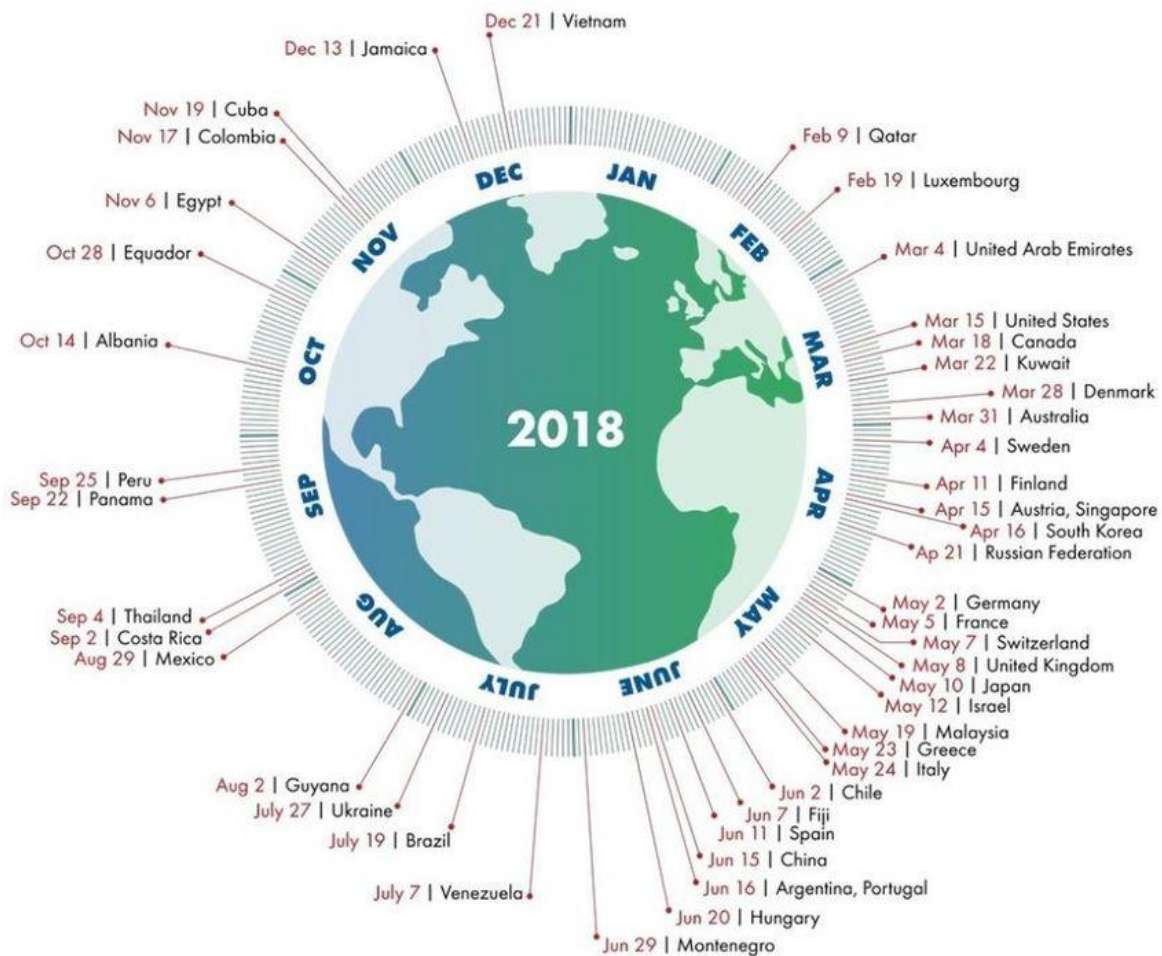 Dec 21 | Vietnam
Dec 13 | Jamaica
Nov 19 | Cuba
Nov 17 | Colombia
Nov 6 | Egypt
Oct 28 | Equador
Oct 14 | Albania
Sep 25 | Peru
Sep 22 | Panama
Sep 4 | Thailand
Sep 2 | Costa Rica
Aug 29 | Mexico
Aug 2 | Guyana
July 27 | Ukraine
July 19 | Brazil
July 7 | Venezuela
Feb 9 | Qatar
Feb 19 | Luxembourg
Mar 4 | United Arab Emirates
Mar 15 | United States
Mar 18 | Canada
Mar 22 | Kuwait
Mar 28 | Denmark
Mar 31 | Australia
Apr 4 | Sweden
Apr 11 | Finland
Apr 15 | Austria, Singapore
Apr 16 | South Korea
Ap 21 | Russian Federation
May 2 | Germany
May 5 | France
May 7 | Switzerland
May 8 | United Kingdom
May 10 | Japan
May 12 | Israel
May 19 | Malaysia
May 23 | Greece
May 24 | Italy
Jun 2 | Chile
Jun 7 | Fiji
Jun 11 | Spain
Jun 15 | China
Jun 16 | Argentina, Portugal
Jun 20 | Hungary
Jun 29 | Montenegro
JAN
FEB
MAR
APR
MAY
JUNE
JULY
AUG
SEP
OCT
NOV
DEC
2018